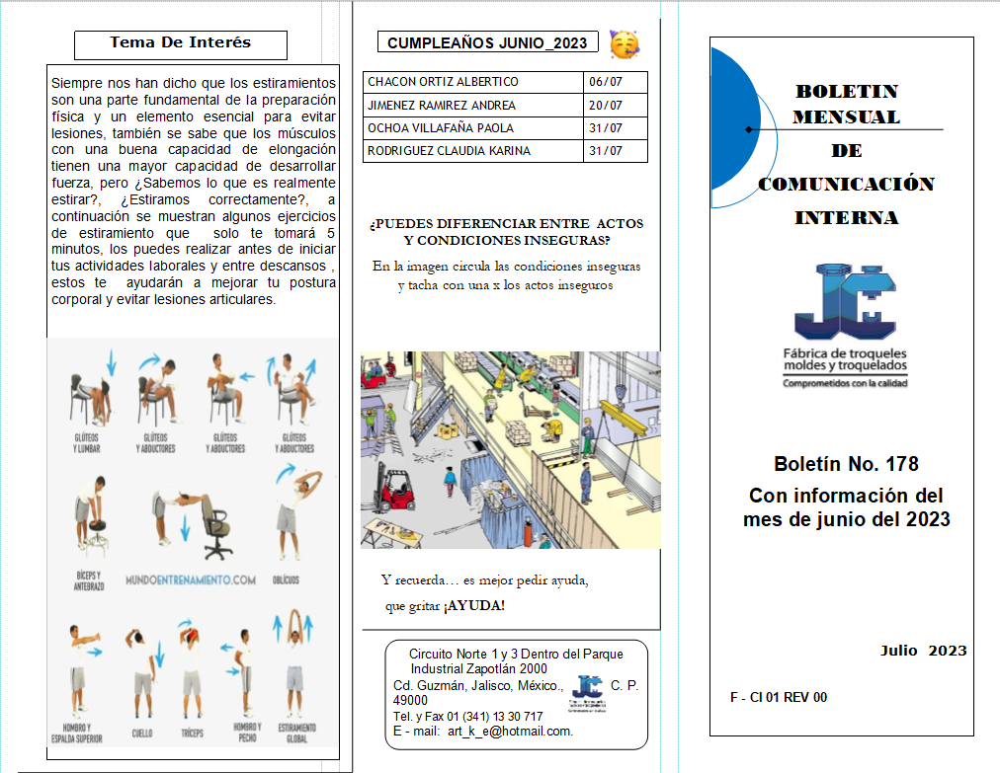 Tema De Interés
Siempre nos han dicho que los estiramientos
son una parte fundamental de la preparación
física y un elemento esencial para evitar
lesiones, también se sabe que los músculos
con una buena capacidad de elongación
tienen una mayor capacidad de desarrollar
fuerza, pero ¿Sabemos lo que es realmente
estirar?, ¿Estiramos correctamente?, a
continuación se muestran algunos ejercicios
de estiramiento que solo te tomará 5
minutos, los puedes realizar antes de iniciar
tus actividades laborales y entre descansos ,
estos te ayudarán a mejorar tu postura
corporal y evitar lesiones articulares.
GLÚTEOS
Y LUMBAR
GLÚTEOS
Y ABDUCTORES
GLÚTEOS
Y ABDUCTORES
GLÚTEOS
Y ABDUCTORES
BÍCEPS Y
ANTEBRAZO
MUNDOENTRENAMIENTO.COM
OBLÍCUOS
HOMBRO Y
ESPALDA SUPERIOR
CUELLO
TRÍCEPS
HOMBRO Y
PECHO
ESTIRAMIENTO
GLOBAL
CUMPLEAÑOS JUNIO_2023
CHACON ORTIZ ALBERTICO 06/07
JIMENEZ RAMIREZ ANDREA 20/07
OCHOA VILLAFAÑA PAOLA 31/07
RODRIGUEZ CLAUDIA KARINA 31/07
¿PUEDES DIFERENCIAR ENTRE ACTOS
Y CONDICIONES INSEGURAS?
En la imagen circula las condiciones inseguras
y tacha con una x los actos inseguros
Y recuerda… es mejor pedir ayuda,
que gritar ¡AYUDA!
Circuito Norte 1 y 3 Dentro del Parque
Industrial Zapotlán 2000
Cd. Guzmán, Jalisco, México., C. P.
49000
Tel. y Fax 01 (341) 13 30 717
E - mail: art_k_e@hotmail.com.
BOLETIN
MENSUAL
DE
COMUNICACIÓN
INTERNA
Fábrica de troqueles
moldes y troquelados
Comprometidos con la calidad
Boletín No. 178
Con información del
mes de junio del 2023
Julio 2023
F - CI 01 REV 00